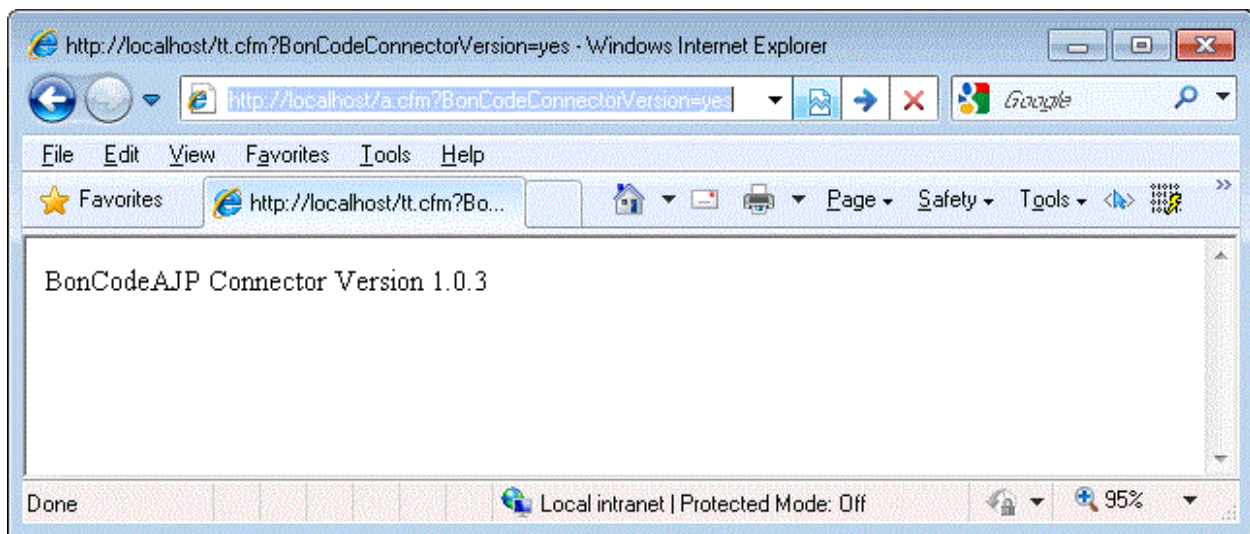 http://localhost/tt.cfm?BonCodeConnectorVersion=yes - Windows Internet Explorer
http://localhost/a.cfm?BonCodeConnectorVersion=yes Google
File Edit View Favorites Tools Help
Favorites http://localhost/tt.cfm?Bo... Page Safety Tools »
BonCodeAJP Connector Version 1.0.3
Done Local intranet | Protected Mode: Off 95%